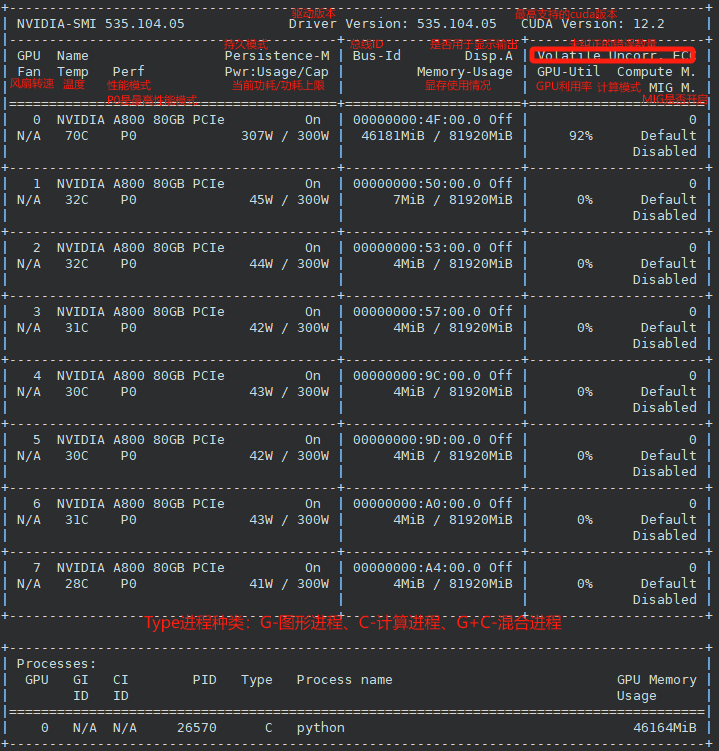 NVIDIA-SMI 535.104.05 Driver Version: 535.104.05 CUDA Version: 12.2
驱动版本 最高支持的cuda版本
持久模式 总线ID 是否用于显示输出
GPU Name Persistence-M Bus-Id Disp.A Volatile Uncorr. ECC
Fan Temp Perf Pwr:Usage/Cap Memory-Usage GPU-Util Compute M.
风扇转速 温度 性能模式 当前功耗/功耗上限 显存使用情况 GPU利用率 计算模式 MIG M.
P0是最高性能模式 MIG是否开启
0 NVIDIA A800 80GB PCIe On 00000000:4F:00.0 Off 0
N/A 70C P0 307W / 300W 46181MiB / 81920MiB 92% Default
Disabled
1 NVIDIA A800 80GB PCIe On 00000000:50:00.0 Off 0
N/A 32C P0 45W / 300W 7MiB / 81920MiB 0% Default
Disabled
2 NVIDIA A800 80GB PCIe On 00000000:53:00.0 Off 0
N/A 32C P0 44W / 300W 4MiB / 81920MiB 0% Default
Disabled
3 NVIDIA A800 80GB PCIe On 00000000:57:00.0 Off 0
N/A 31C P0 42W / 300W 4MiB / 81920MiB 0% Default
Disabled
4 NVIDIA A800 80GB PCIe On 00000000:9C:00.0 Off 0
N/A 30C P0 43W / 300W 4MiB / 81920MiB 0% Default
Disabled
5 NVIDIA A800 80GB PCIe On 00000000:9D:00.0 Off 0
N/A 30C P0 42W / 300W 4MiB / 81920MiB 0% Default
Disabled
6 NVIDIA A800 80GB PCIe On 00000000:A0:00.0 Off 0
N/A 31C P0 43W / 300W 4MiB / 81920MiB 0% Default
Disabled
7 NVIDIA A800 80GB PCIe On 00000000:A4:00.0 Off 0
N/A 28C P0 41W / 300W 4MiB / 81920MiB 0% Default
Disabled
Type进程种类：G-图形进程、C-计算进程、G+C-混合进程
Processes:
GPU GI CI PID Type Process name GPU Memory
ID ID Usage
0 N/A N/A 26570 C python 46164MiB